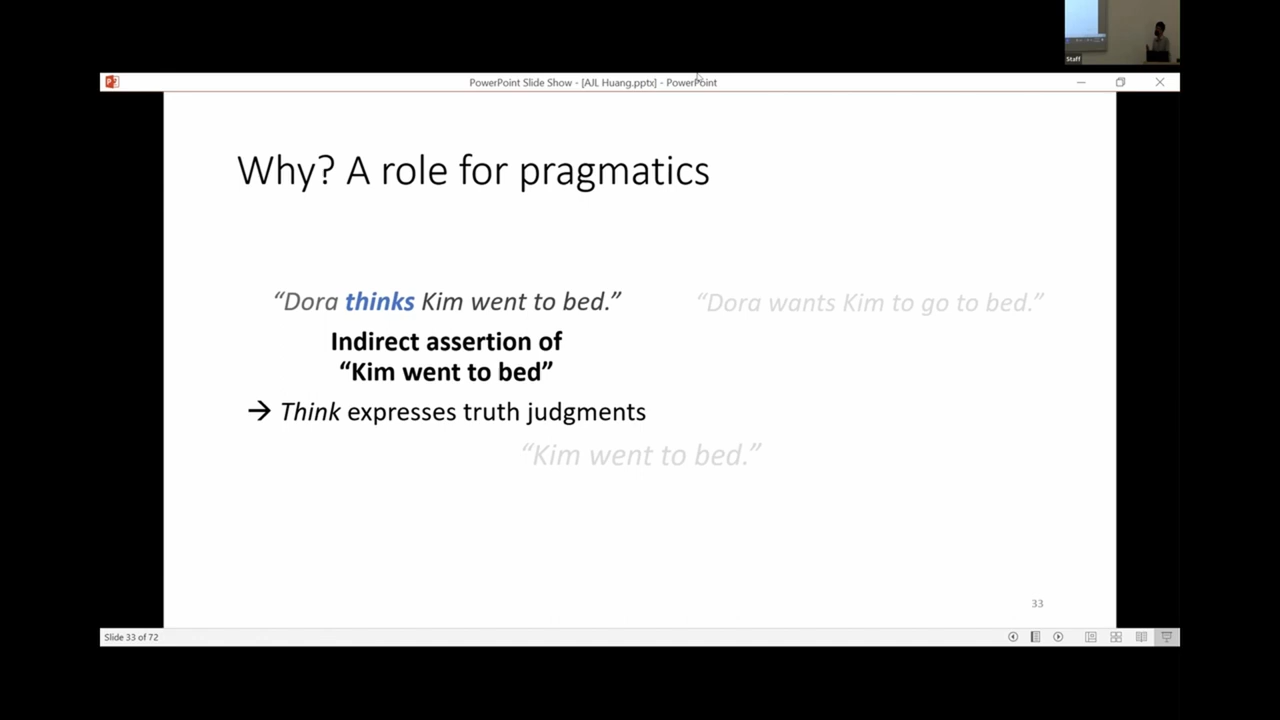 Staff
PowerPoint Slide Show - [AJL Huang.pptx] - PowerPoint
Why? A role for pragmatics
“Dora thinks Kim went to bed.”
“Dora wants Kim to go to bed.”
Indirect assertion of
“Kim went to bed”
→ Think expresses truth judgments
“Kim went to bed.”
33
Slide 33 of 72